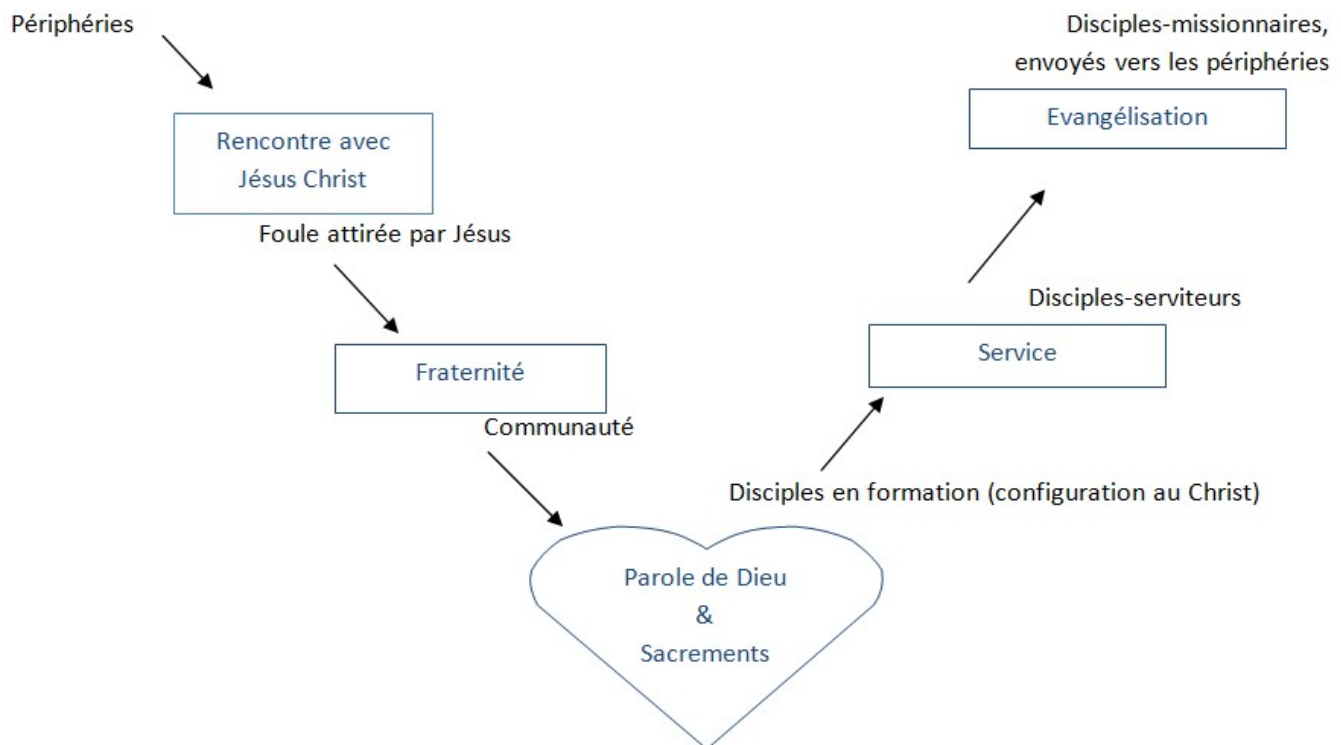 Périphéries
Rencontre avec
Jésus Christ
Foule attirée par Jésus
Fraternité
Communauté
Parole de Dieu
&
Sacrements
Disciples en formation (configuration au Christ)
Service
Disciples-serviteurs
Evangélisation
Disciples-missionnaires,
envoyés vers les périphéries